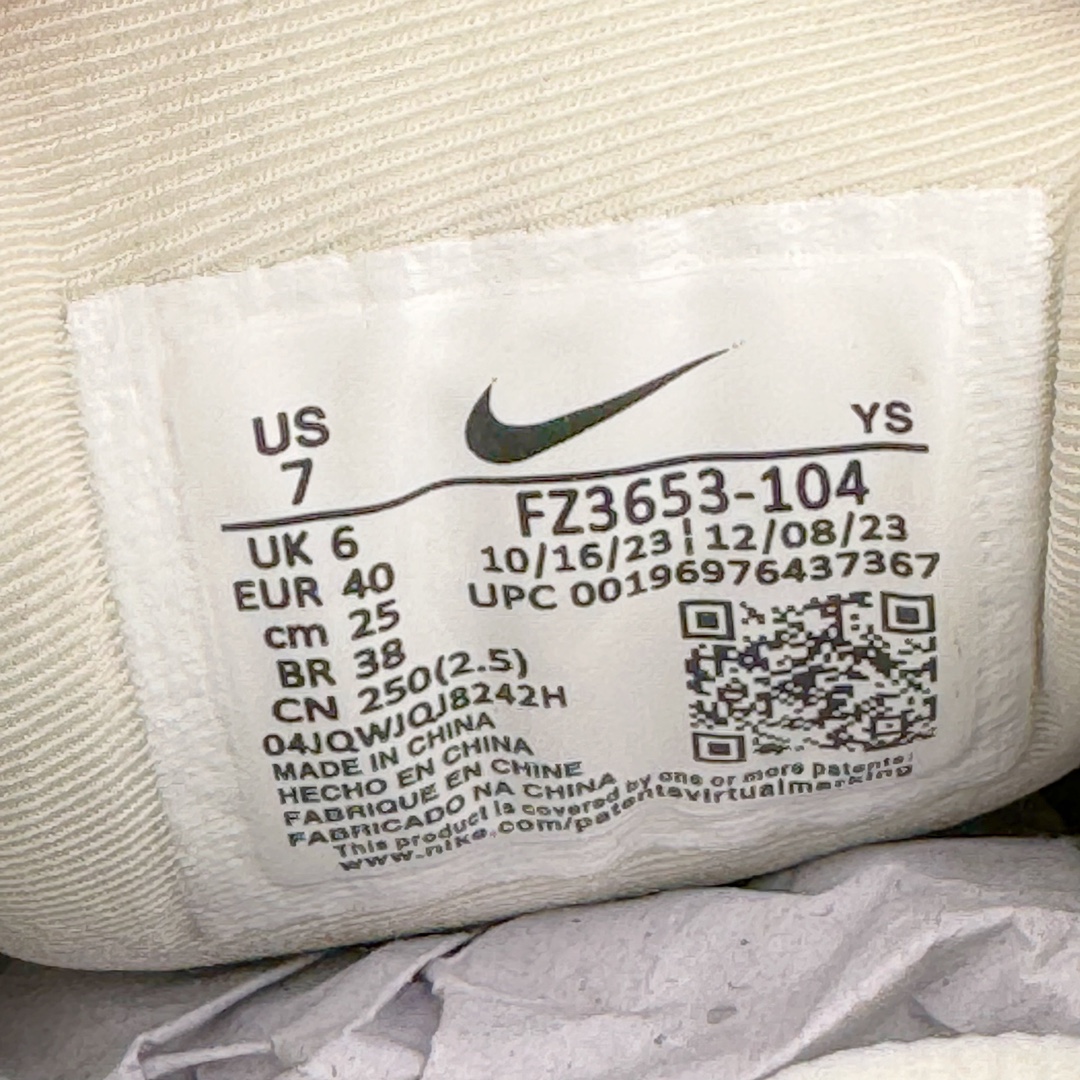 US
7
YS
FZ3653-104
10/16/23 ¦ 12/08/23
UPC 00196976437367
UK 6
EUR 40
cm 25
BR 38
CN 250(2.5)
04JQWJQJ8242H
MADE IN CHINA
HECHO EN CHINA
FABRIQUE EN CHINE
FABRICADO NA CHINA
This product is covered by one or more patents:
www.nike.com/patentsvirtualmarking